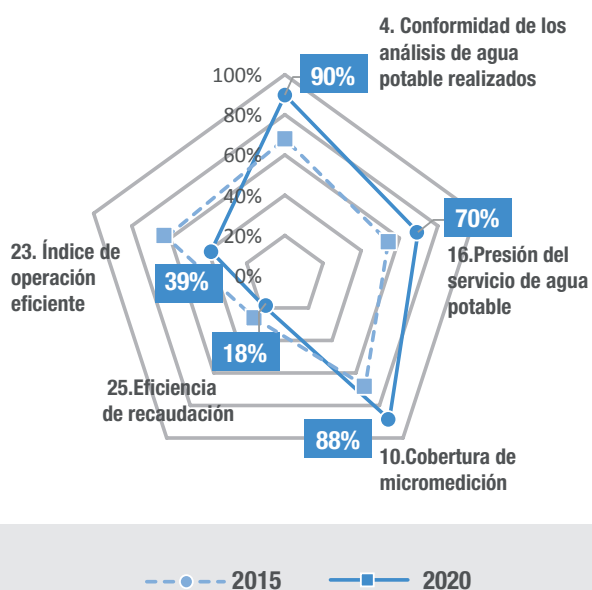 4. Conformidad de los
análisis de agua
potable realizados
90%
100%
80%
60%
40%
20%
0%
70%
16.Presión del
servicio de agua
potable
23. Índice de
operación
eficiente
39%
18%
25.Eficiencia
de recaudación
88%
10.Cobertura de
micromedición
2015
2020